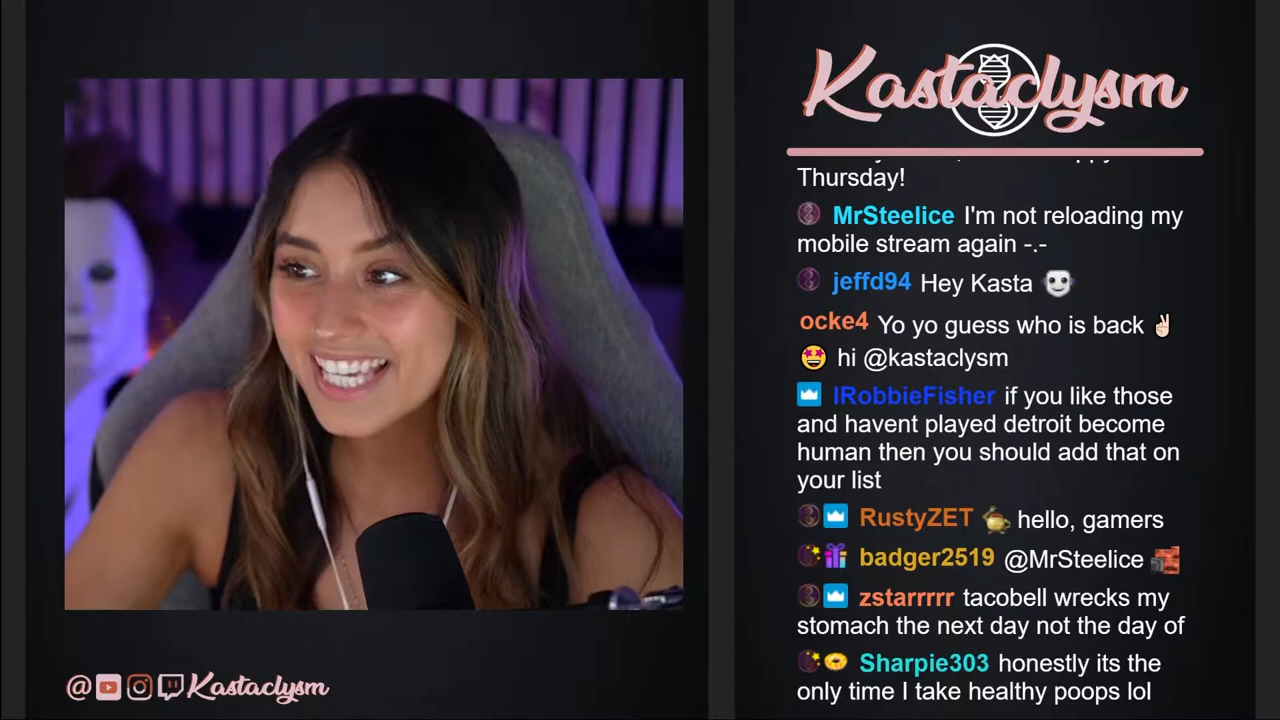 Kastaclysm
Thursday!
MrSteelice I'm not reloading my
mobile stream again -.-
jeffd94 Hey Kasta
ocke4 Yo yo guess who is back ✌🏻
🤩 hi @kastaclysm
lRobbieFisher if you like those
and havent played detroit become
human then you should add that on
your list
RustyZET hello, gamers
badger2519 @MrSteelice
zstarrrrr tacobell wrecks my
stomach the next day not the day of
Sharpie303 honestly its the
only time I take healthy poops lol
@Kastaclysm